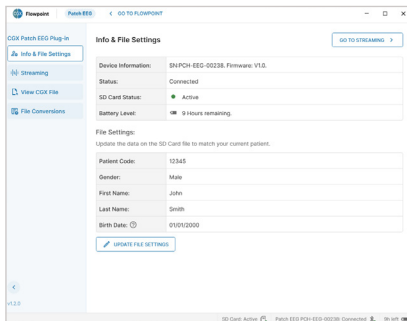 Flowpoint Patch EEG GO TO FLOWPOINT
CGX Patch EEG Plug-in
Info & File Settings
Streaming
View CGX File
File Conversions
v1.2.0
Info & File Settings
GO TO STREAMING
Device Information: SN:PCH-EEG-00238. Firmware: V1.0.
Status: Connected
SD Card Status: Active
Battery Level: 9 Hours remaining.
File Settings:
Update the data on the SD Card file to match your current patient.
Patient Code: 12345
Gender: Male
First Name: John
Last Name: Smith
Birth Date: 01/01/2000
UPDATE FILE SETTINGS
SD Card: Active Patch EEG PCH-EEG-00238: Connected 9h left